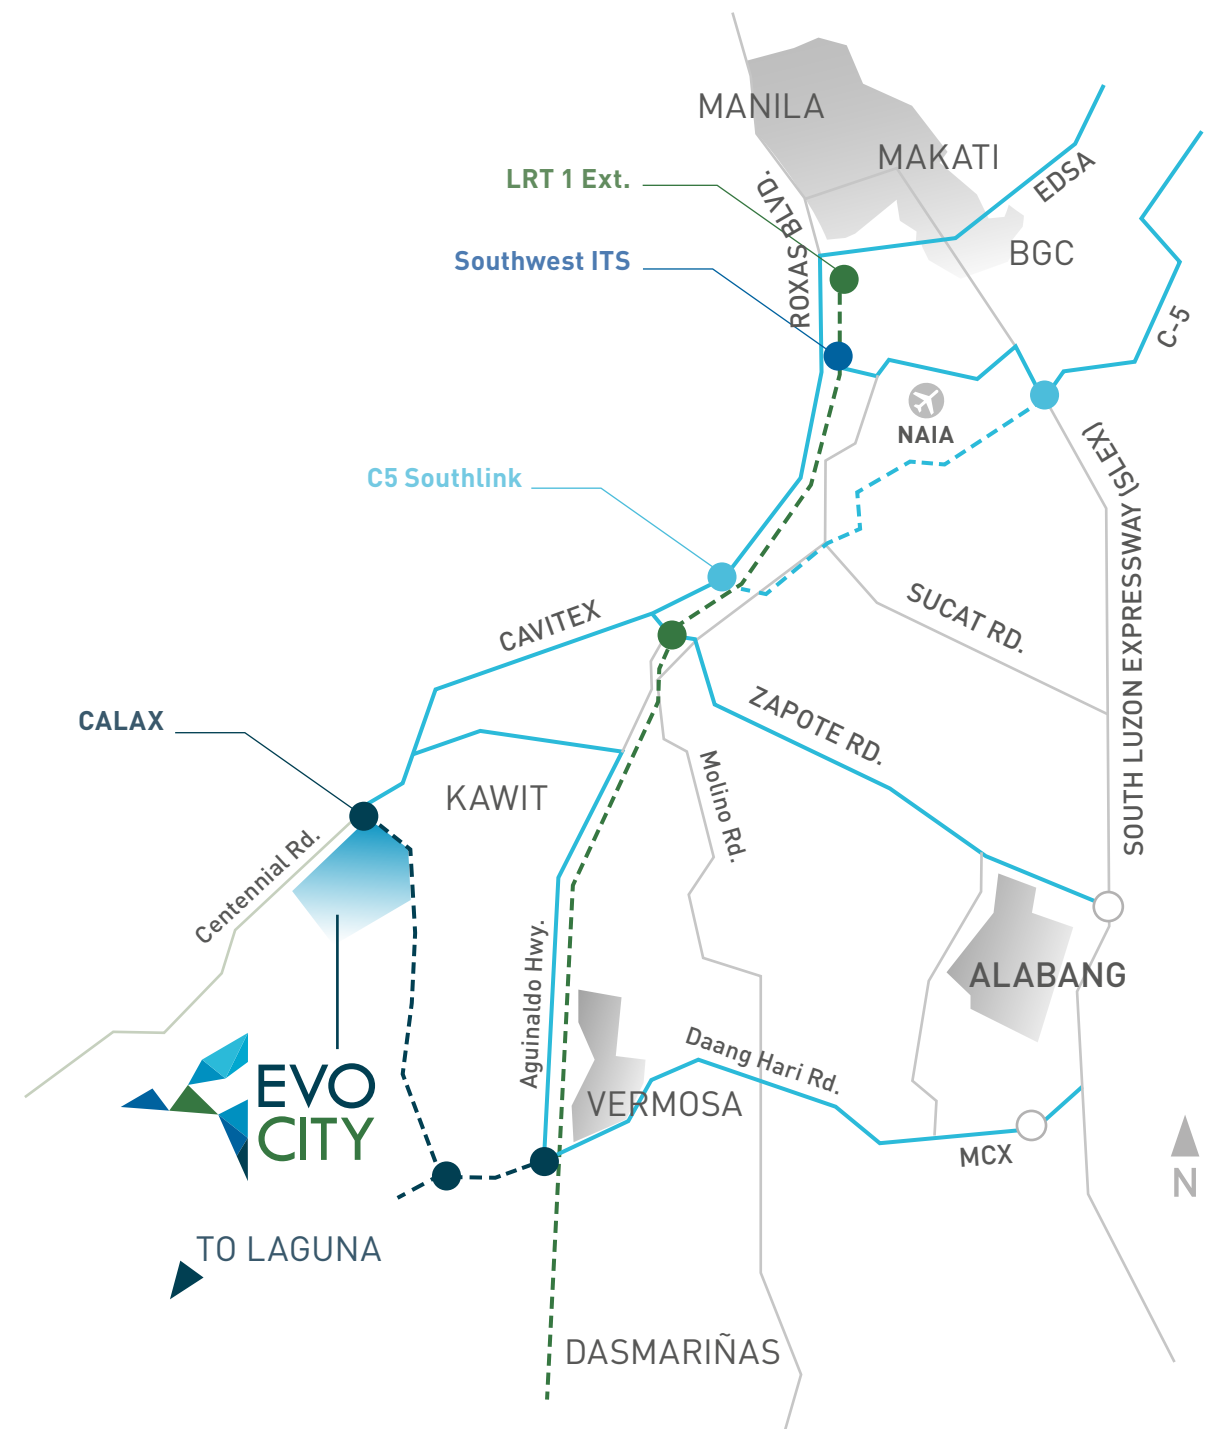 MANILA
MAKATI
EDSA
LRT 1 Ext.
ROXAS BLVD.
BGC
Southwest ITS
C-5
NAIA
C5 Southlink
SOUTH LUZON EXPRESSWAY (SLEX)
SUCAT RD.
CAVITEX
ZAPOTE RD.
CALAX
Molino Rd.
KAWIT
Centennial Rd.
Aguinaldo Hwy.
ALABANG
Daang Hari Rd.
EVO
CITY
VERMOSA
MCX
N
TO LAGUNA
DASMARIÑAS